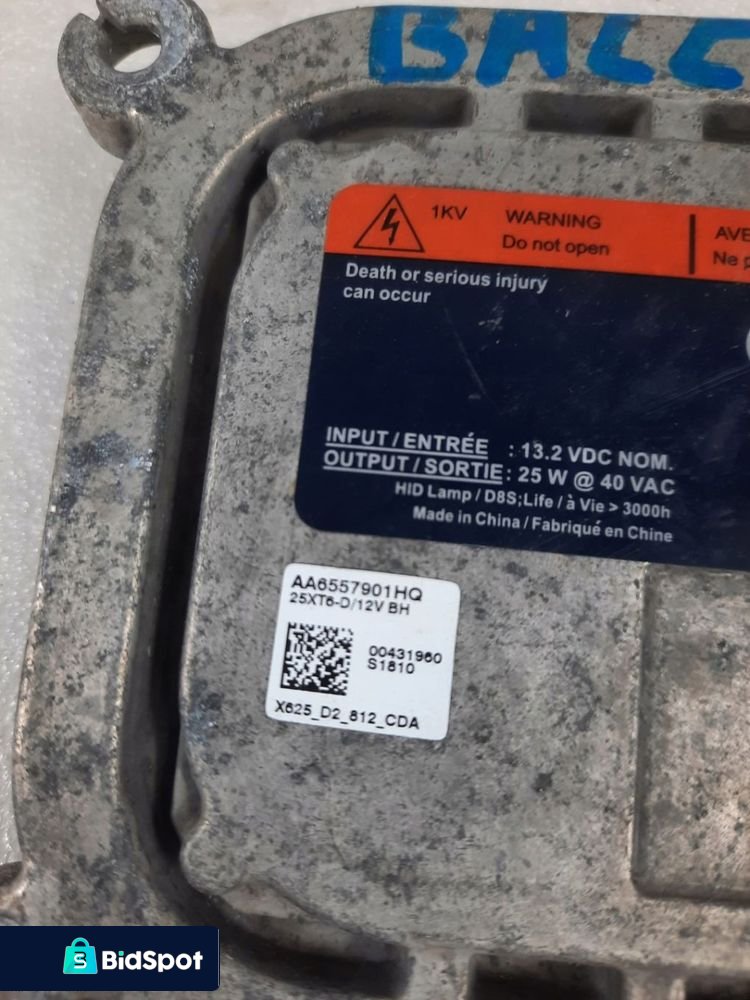 BALL
1KV
WARNING
Do not open
AVE
Ne p
Death or serious injury
can occur
INPUT / ENTRÉE : 13.2 VDC NOM.
OUTPUT / SORTIE : 25 W @ 40 VAC
HID Lamp / D8S;Life / à Vie > 3000h
Made in China / Fabriqué en Chine
AA6557901HQ
25XT6-D/12V BH
00431960
S1810
X625_D2_812_CDA
BidSpot